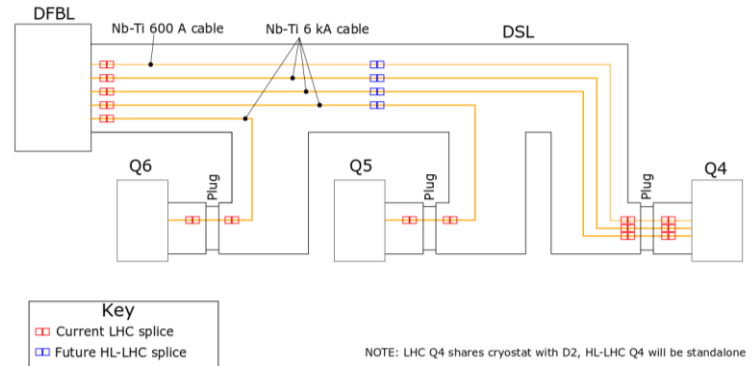 DFBL
Nb-Ti 600 A cable
Nb-Ti 6 kA cable
DSL
Q6
Plug
Q5
Plug
Plug
Q4
Key
Current LHC splice
Future HL-LHC splice
NOTE: LHC Q4 shares cryostat with D2, HL-LHC Q4 will be standalone